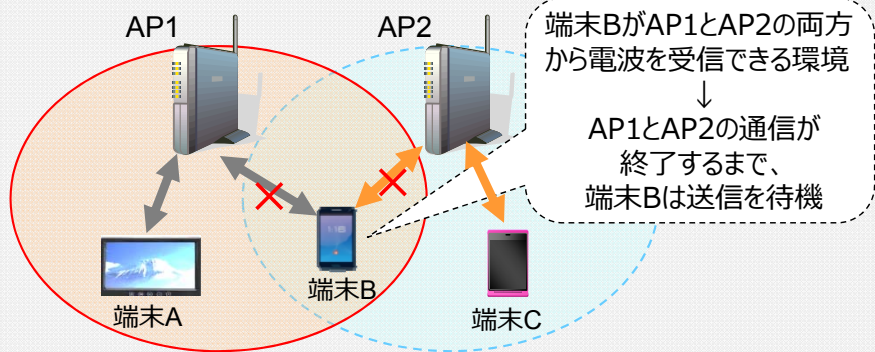 AP1
AP2
端末BがAP1とAP2の両方
から電波を受信できる環境
↓
AP1とAP2の通信が
終了するまで、
端末Bは送信を待機
端末A
端末B
端末C